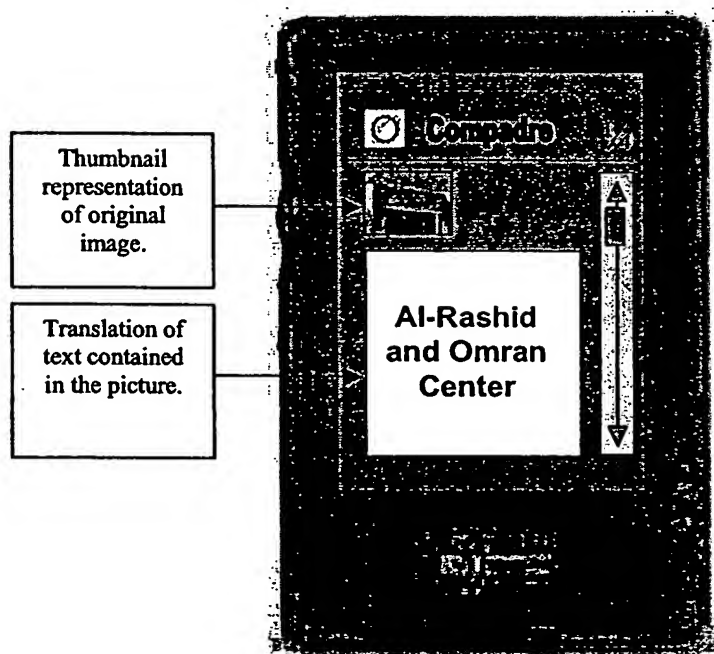 Thumbnail
representation
of original
image.
Compadre
Translation of
text contained
in the picture.
Al-Rashid
and Omran
Center